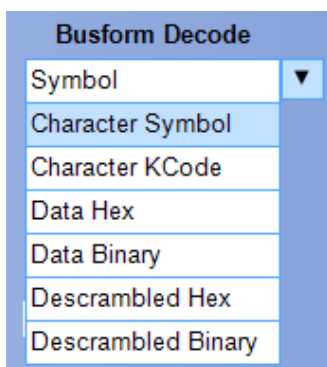 Busform Decode
Symbol
Character Symbol
Character KCode
Data Hex
Data Binary
Descrambled Hex
Descrambled Binary